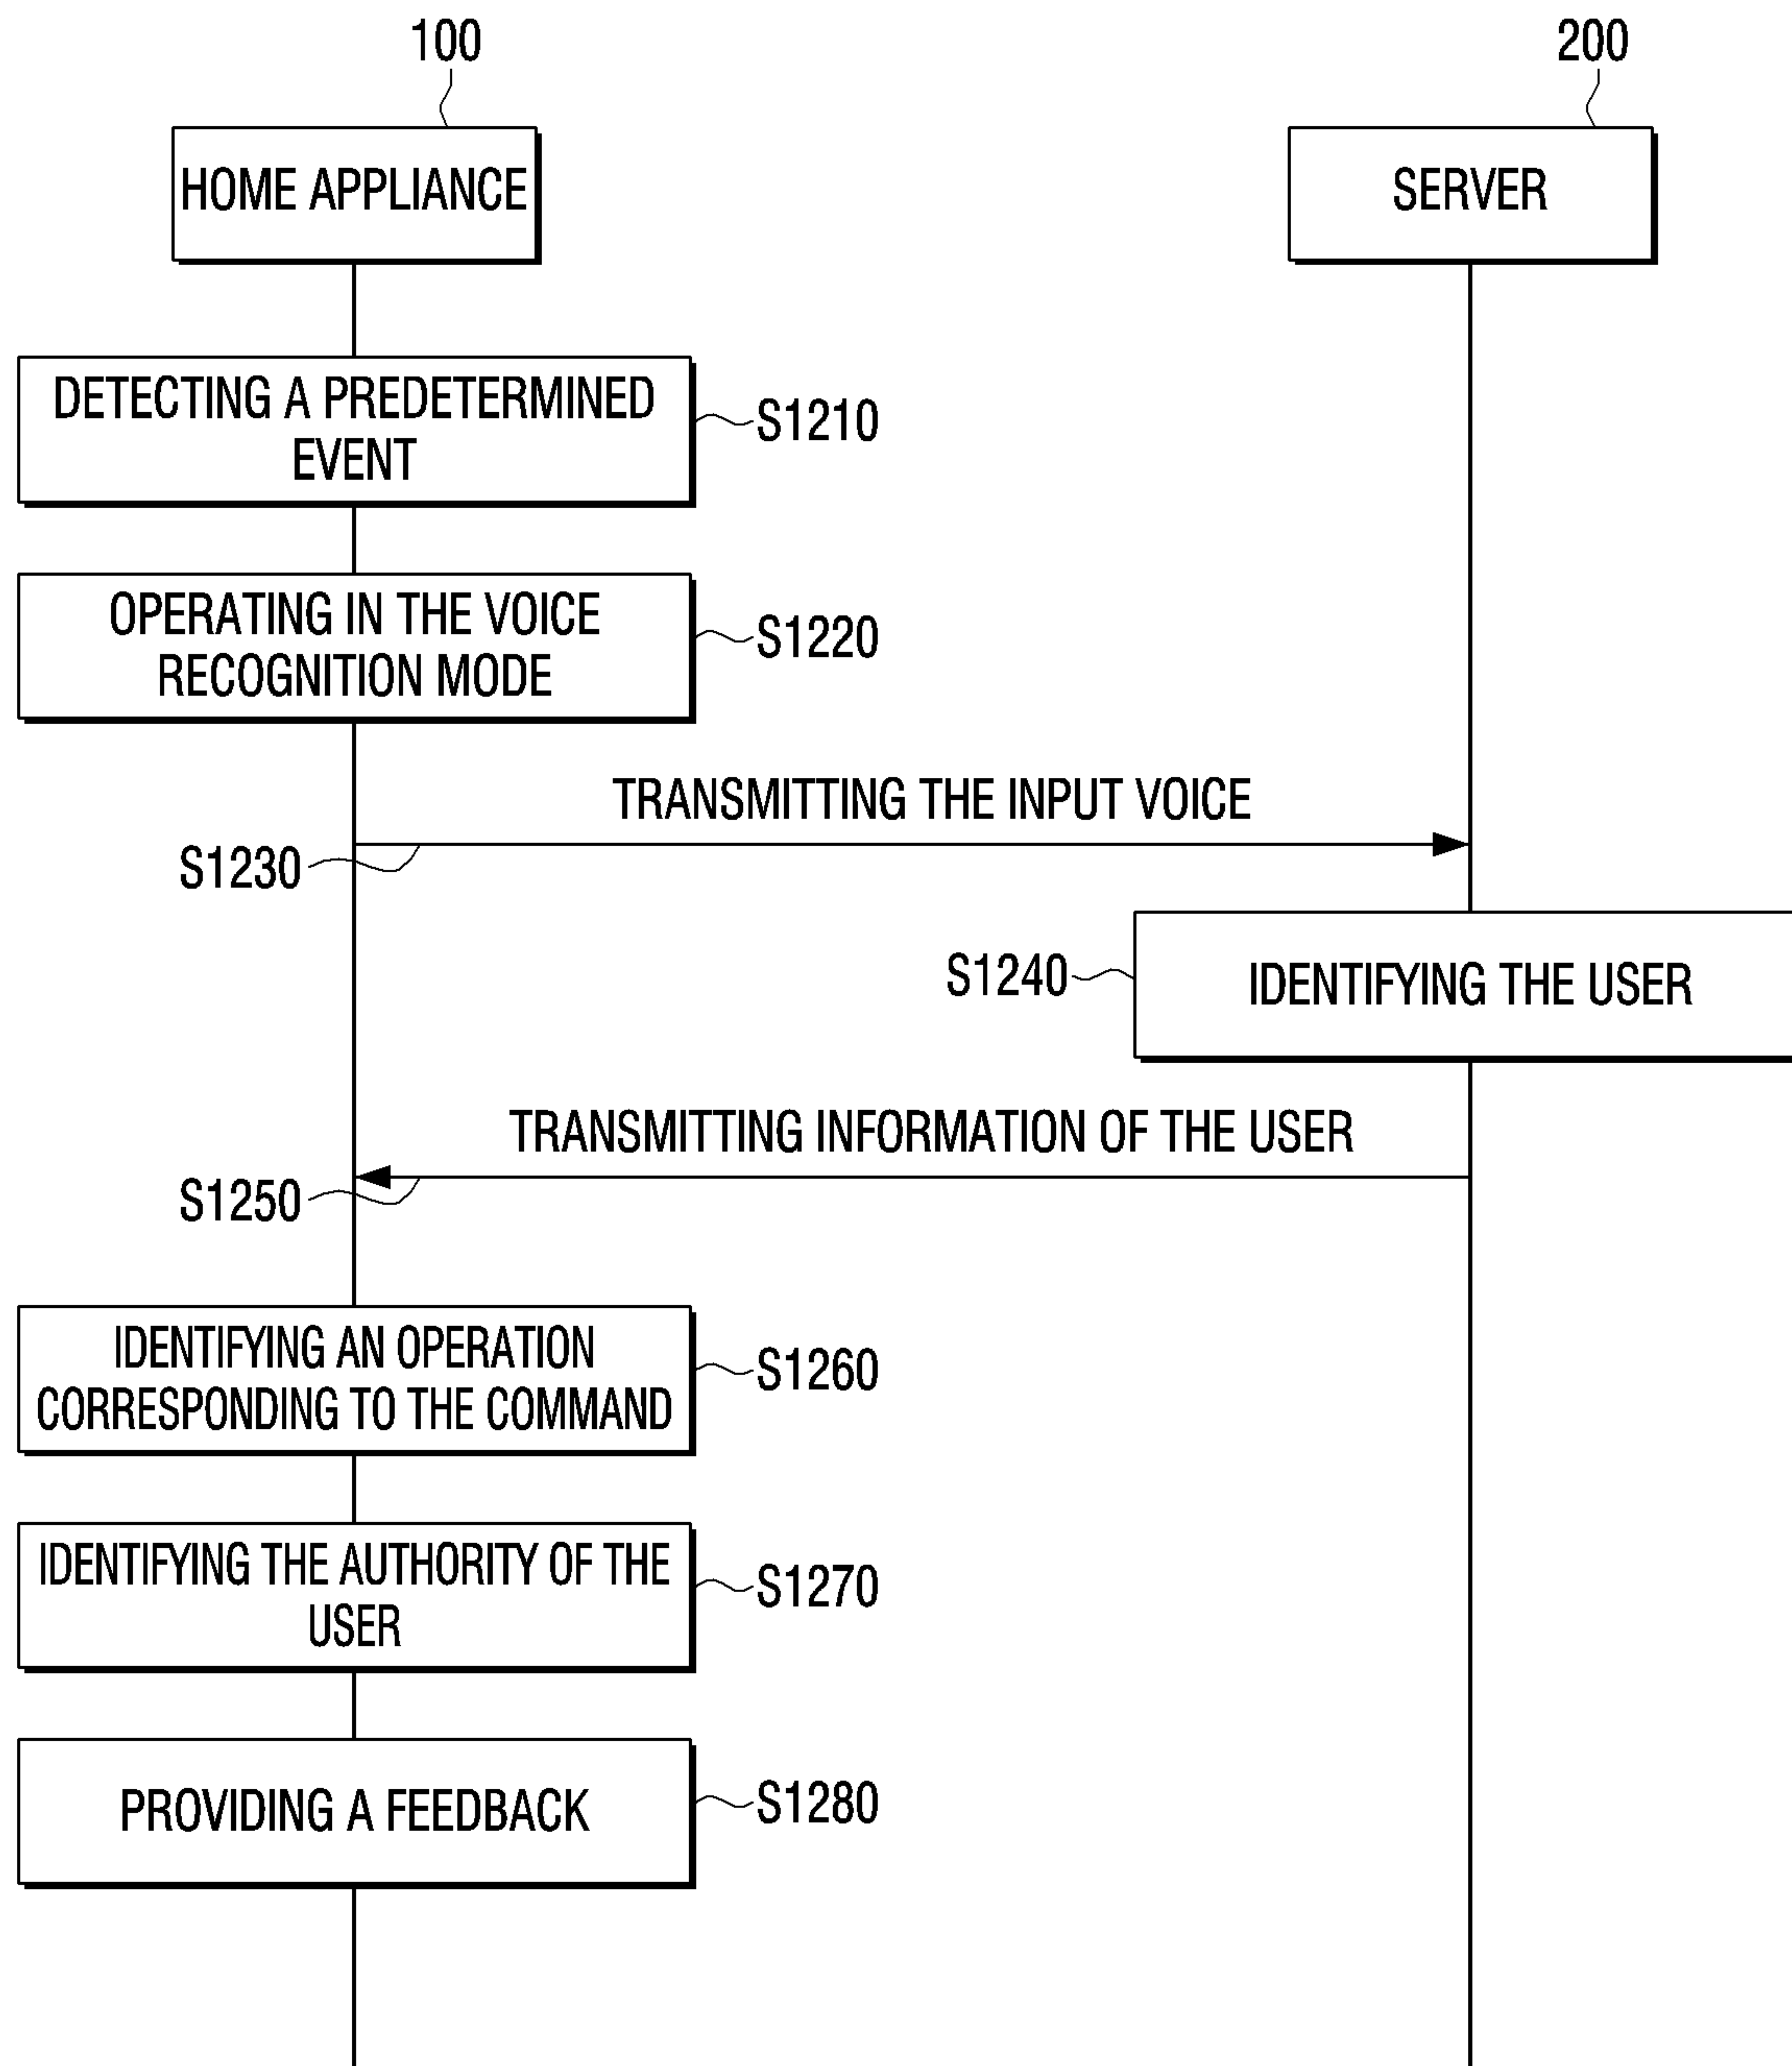 100
200
HOME APPLIANCE
SERVER
DETECTING A PREDETERMINED
EVENT
S1210
OPERATING IN THE VOICE
RECOGNITION MODE
S1220
TRANSMITTING THE INPUT VOICE
S1230
S1240
IDENTIFYING THE USER
TRANSMITTING INFORMATION OF THE USER
S1250
IDENTIFYING AN OPERATION
CORRESPONDING TO THE COMMAND
S1260
IDENTIFYING THE AUTHORITY OF THE
USER
S1270
PROVIDING A FEEDBACK
S1280